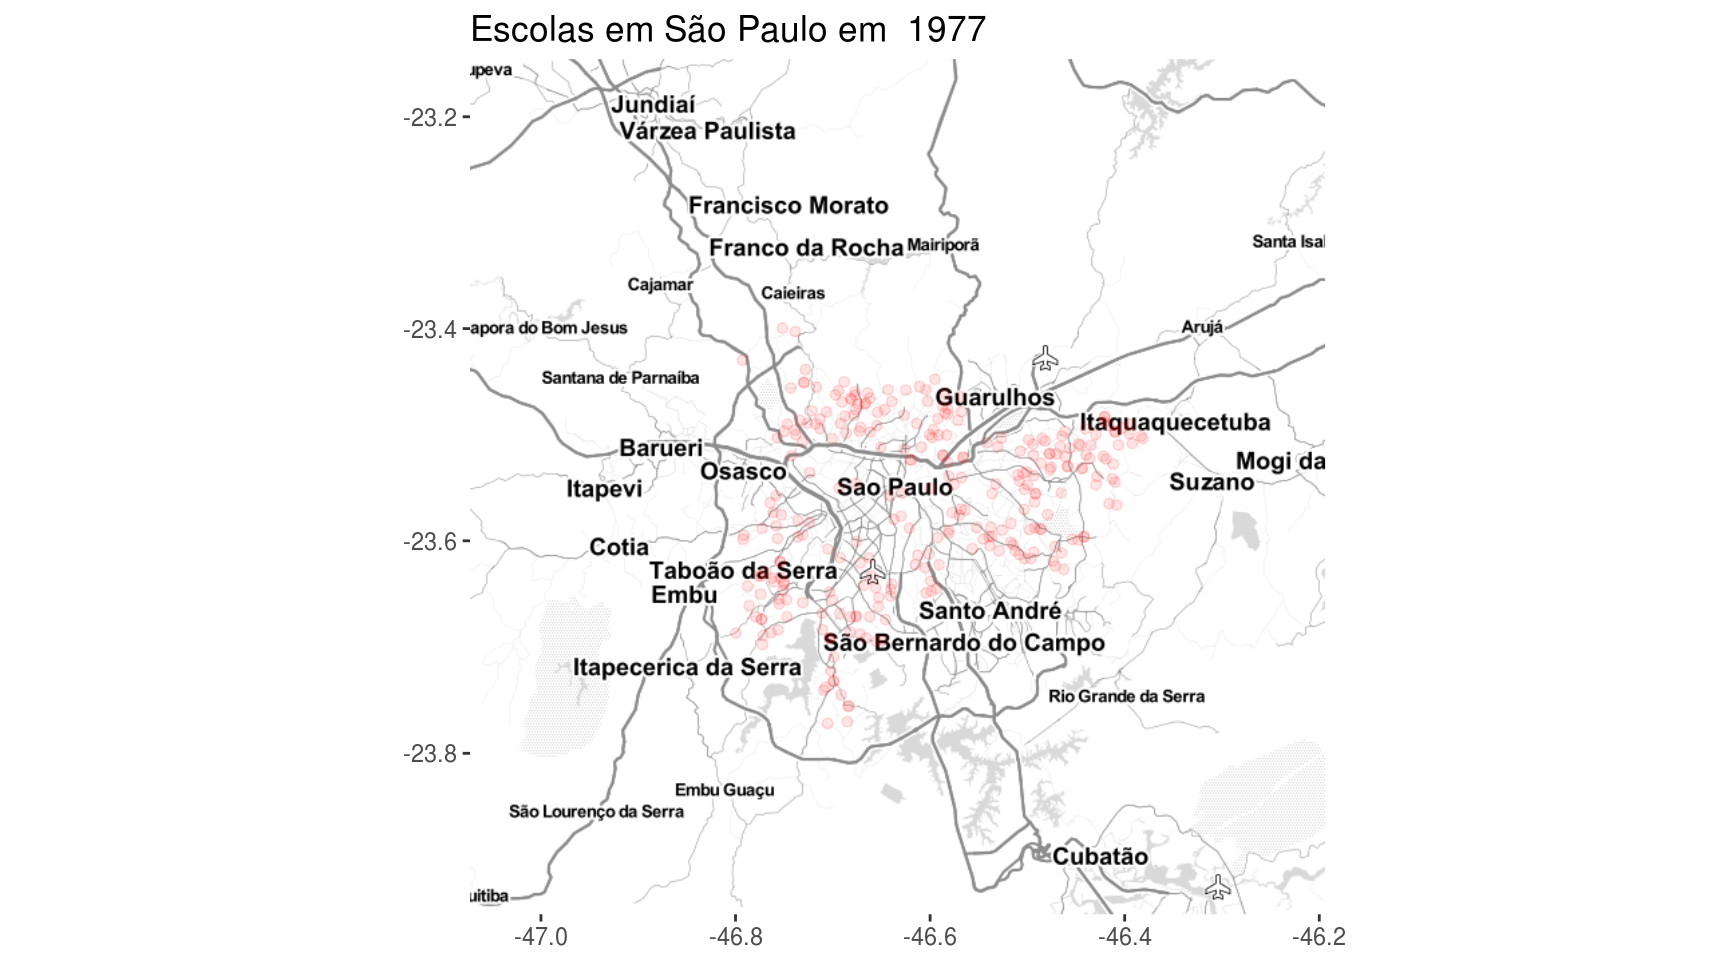 Escolas em São Paulo em  1977
upeva
Jundiaí
-23.2
Várzea Paulista
Francisco Morato
Santa Isal
Franco da Rocha
Mairiporã
Cajamar
Caieiras
-23.4
apora do Bom Jesus
Arujá
Santana de Parnaíba
Guarulhos
Itaquaquecetuba
Barueri
Mogi da
Osasco
Suzano
Itapevi
Sao Paulo
-23.6
Cotia
Taboão da Serra
Embu
Santo André
São Bernardo do Campo
Itapecerica da Serra
Rio Grande da Serra
-23.8
Embu Guaçu
São Lourenço da Serra
Cubatão
uitiba
-47.0
-46.8
-46.6
-46.4
-46.2